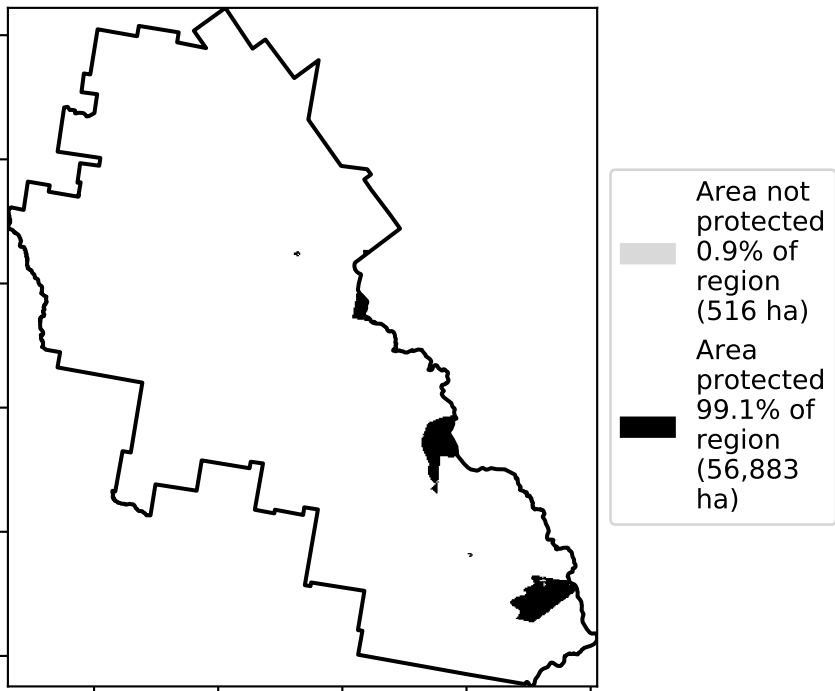 Area not
protected
0.9% of
region
(516 ha)
Area
protected
99.1% of
region
(56,883
ha)